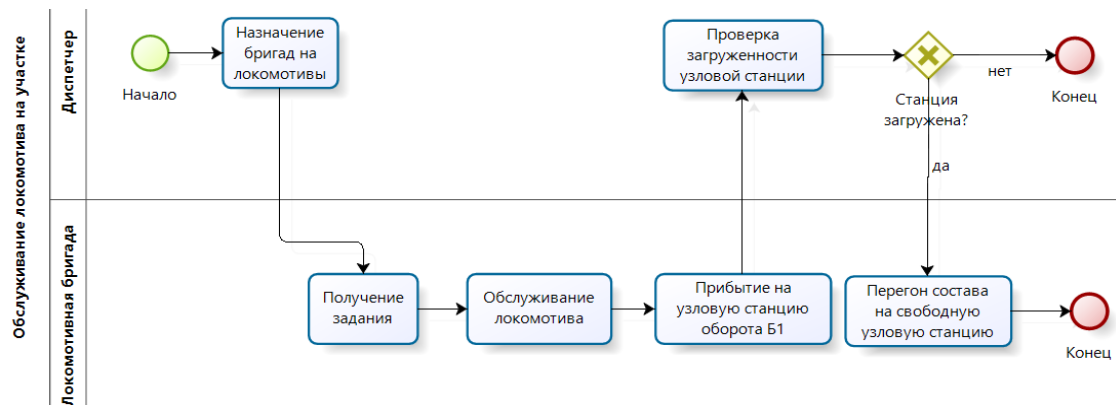 Обслуживание локомотива на участке
Диспетчер
Начало
Назначение
бригад на
локомотивы
Проверка
загруженности
узловой станции
Станция
загружена?
нет
Конец
да
Локомотивная бригада
Получение
задания
Обслуживание
локомотива
Прибытие на
узловую станцию
оборота Б1
Перегон состава
на свободную
узловую станцию
Конец